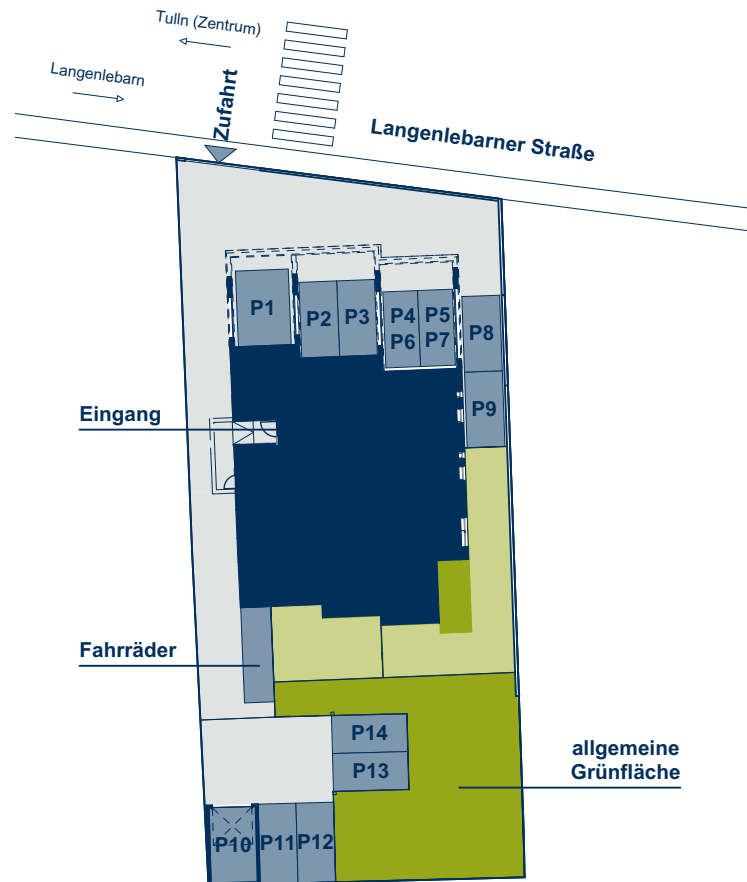 Tulln (Zentrum)
Langenlebarn
Zufahrt
Langenlebarner Straße
P1
P2
P3
P4
P6
P5
P7
P8
P9
Eingang
Fahrräder
P14
P13
allgemeine
Grünfläche
P10
P11
P12